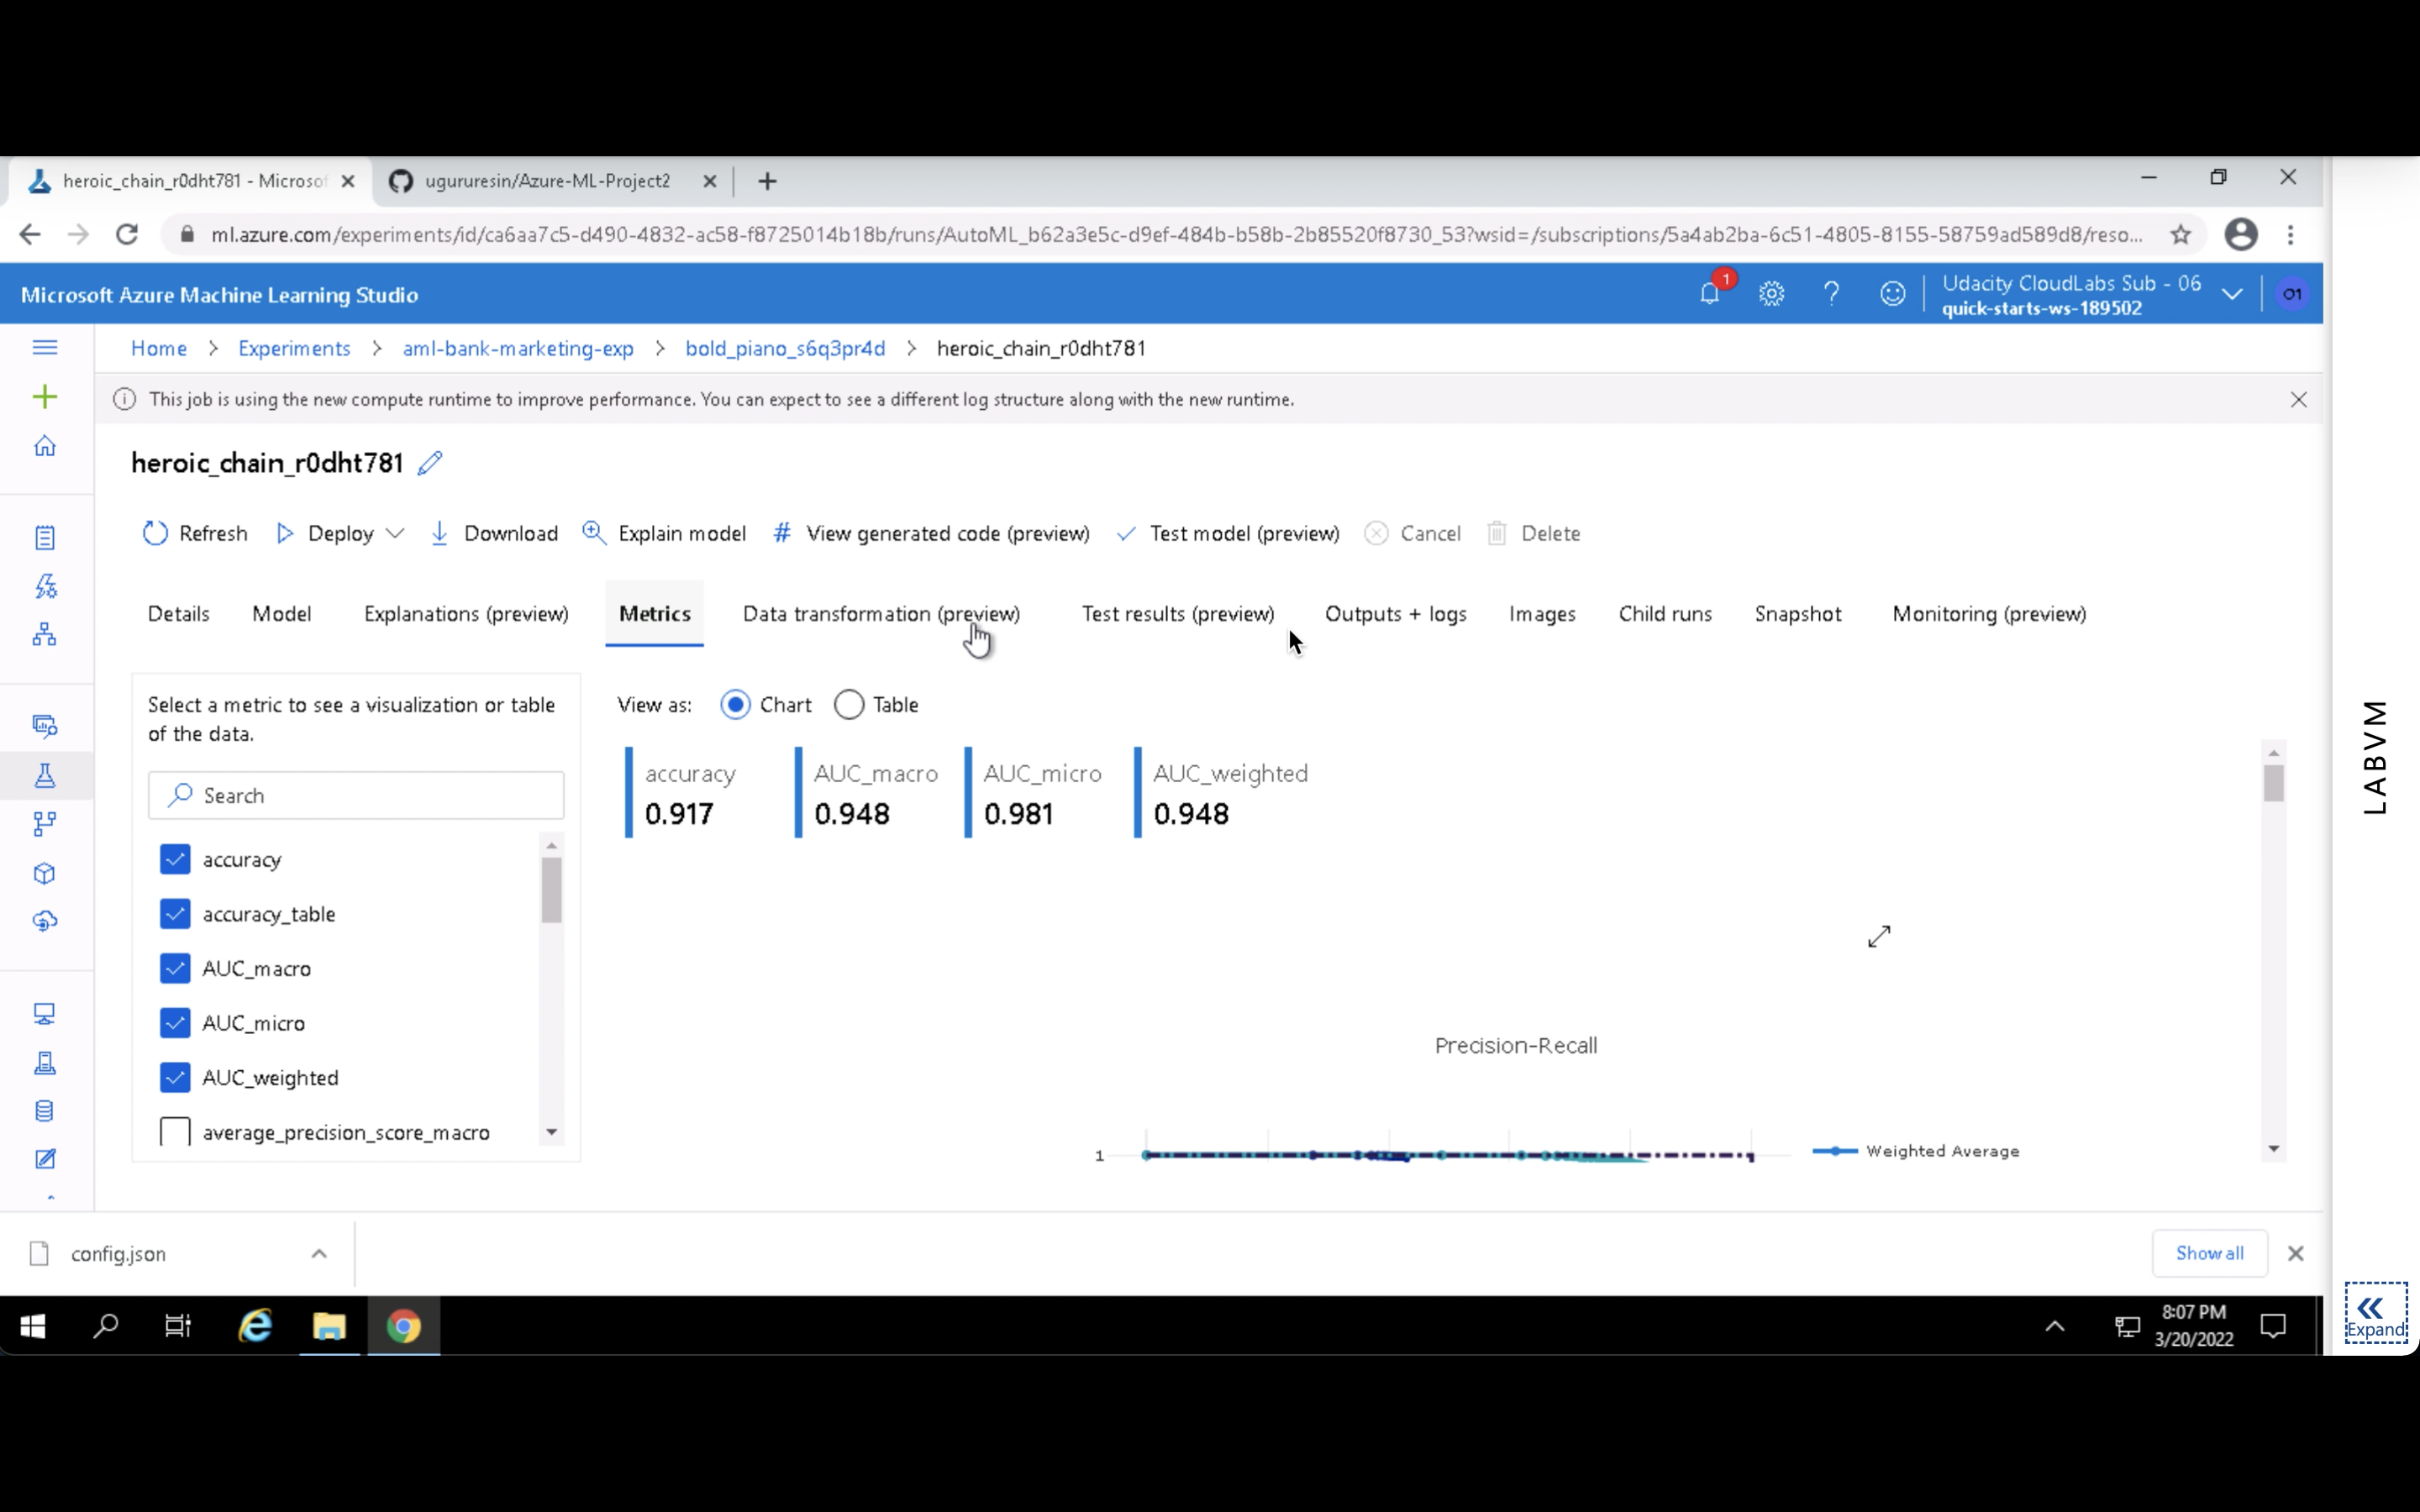 heroic_chain_r0dht781 - Microsof
ugururesin/Azure-ML-Project2
ml.azure.com/experiments/id/ca6aa7c5-d490-4832-ac58-f8725014b18b/runs/AutoML_b62a3e5c-d9ef-484b-b58b-2b85520f8730_53?wsid=/subscriptions/5a4ab2ba-6c51-4805-8155-58759ad589d8/reso...
Microsoft Azure Machine Learning Studio
1
Udacity CloudLabs Sub - 06
quick-starts-ws-189502
O1
Home > Experiments > aml-bank-marketing-exp > bold_piano_s6q3pr4d > heroic_chain_r0dht781
This job is using the new compute runtime to improve performance. You can expect to see a different log structure along with the new runtime.
heroic_chain_r0dht781
Refresh Deploy Download Explain model # View generated code (preview) Test model (preview) Cancel Delete
Details Model Explanations (preview) Metrics Data transformation (preview) Test results (preview) Outputs + logs Images Child runs Snapshot Monitoring (preview)
Select a metric to see a visualization or table
of the data.
Search
accuracy
accuracy_table
AUC_macro
AUC_micro
AUC_weighted
average_precision_score_macro
View as: Chart Table
accuracy AUC_macro AUC_micro AUC_weighted
0.917 0.948 0.981 0.948
Precision-Recall
1
Weighted Average
config.json
Show all
8:07 PM
3/20/2022
LABVM
Expand